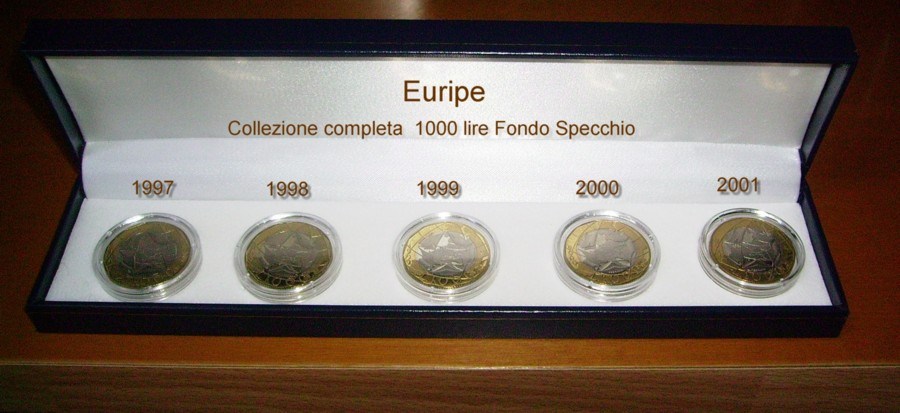 Euripe
Collezione completa 1000 lire Fondo Specchio
1997 1998 1999 2000 2001